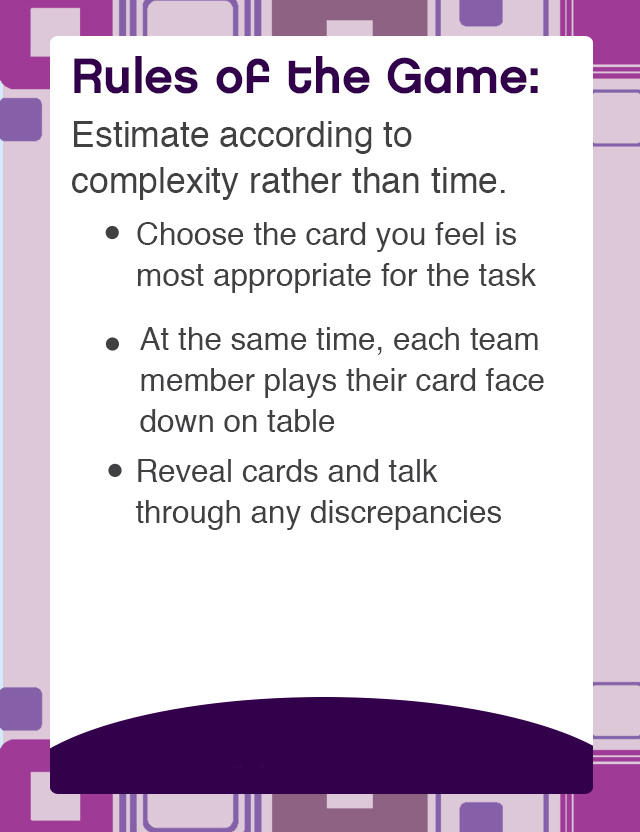 Rules of the Game:
Estimate according to
complexity rather than time.
• Choose the card you feel is
most appropriate for the task
• At the same time, each team
member plays their card face
down on table
• Reveal cards and talk
through any discrepancies